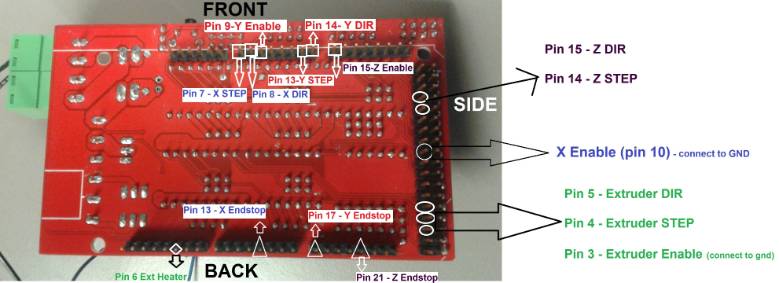 FRONT
Pin 9-Y Enable
Pin 14- Y DIR
Pin 13-Y STEP
Pin 15-Z Enable
Pin 7 - X STEP
Pin 8 - X DIR
SIDE
Pin 15 - Z DIR
Pin 14 - Z STEP
X Enable (pin 10) - connect to GND
Pin 5 - Extruder DIR
Pin 4 - Extruder STEP
Pin 3 - Extruder Enable (connect to gnd)
Pin 13 - X Endstop
Pin 17 - Y Endstop
Pin 6 Ext Heater
BACK
Pin 21 - Z Endstop